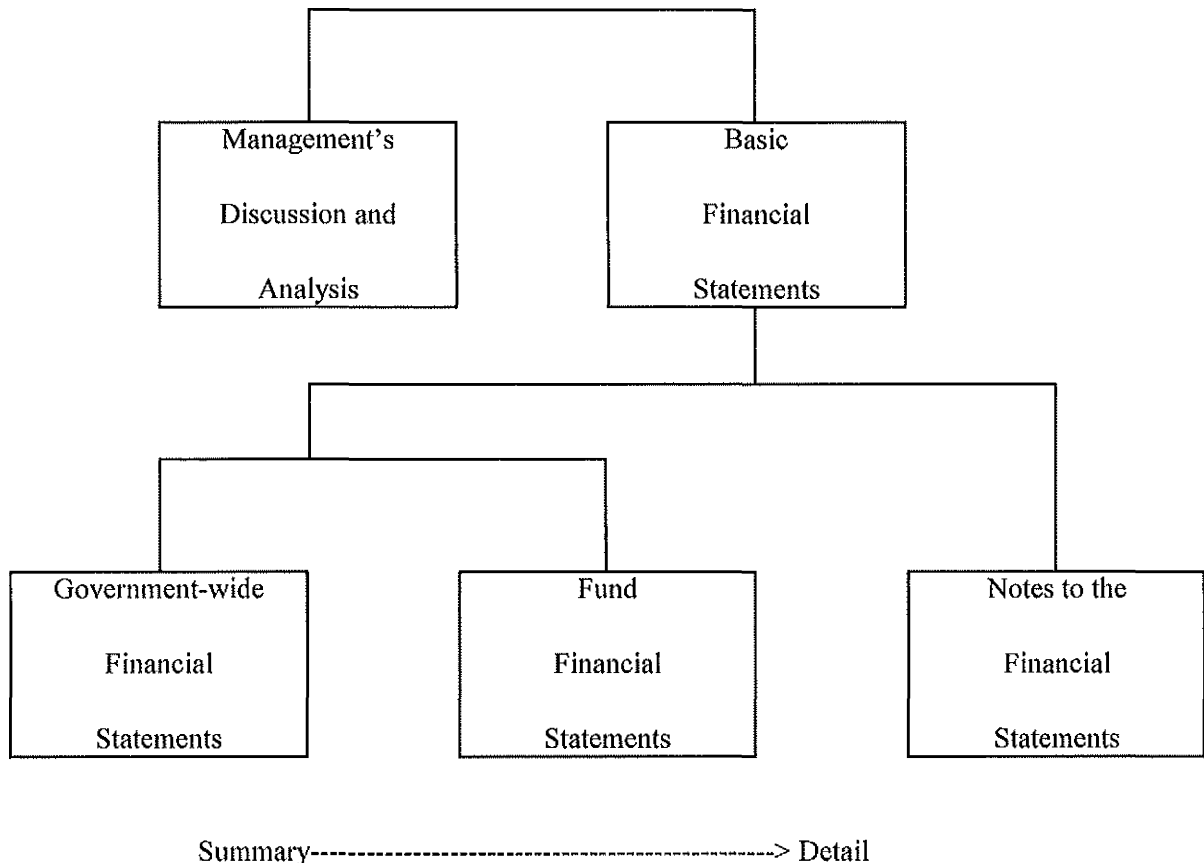 Management's
Discussion and
Analysis
Basic
Financial
Statements
Government-wide
Financial
Statements
Fund
Financial
Statements
Notes to the
Financial
Statements
Summary----------------------------------------------> Detail